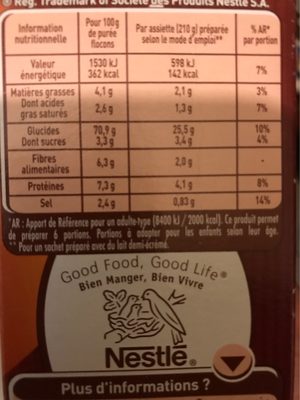 ® Reg. Trademark of Société des Produits Nestlé S.A.
Information nutritionnelle | Pour 100g de purée flocons | Par assiette (210 g) préparée selon le mode d'emploi** | % AR* par portion
Valeur énergétique | 1530 kJ 362 kcal | 598 kJ 142 kcal | 7%
Matières grasses | 4,1 g | 2,1 g | 3%
Dont acides gras saturés | 2,6 g | 1,3 g | 7%
Glucides | 70,9 g | 25,5 g | 10%
Dont sucres | 3,3 g | 3,4 g | 4%
Fibres alimentaires | 6,3 g | 2,0 g | -
Protéines | 7,3 g | 4,1 g | 8%
Sel | 2,4 g | 0,83 g | 14%
*AR : Apport de Référence pour un adulte-type (8400 kJ / 2000 kcal). Ce produit permet
de préparer 6 portions. Portions à adapter pour les enfants selon leur âge.
** Pour un sachet préparé avec du lait demi-écrémé.
Good Food, Good Life®
Bien Manger, Bien Vivre
Nestlé®
Plus d'informations ?